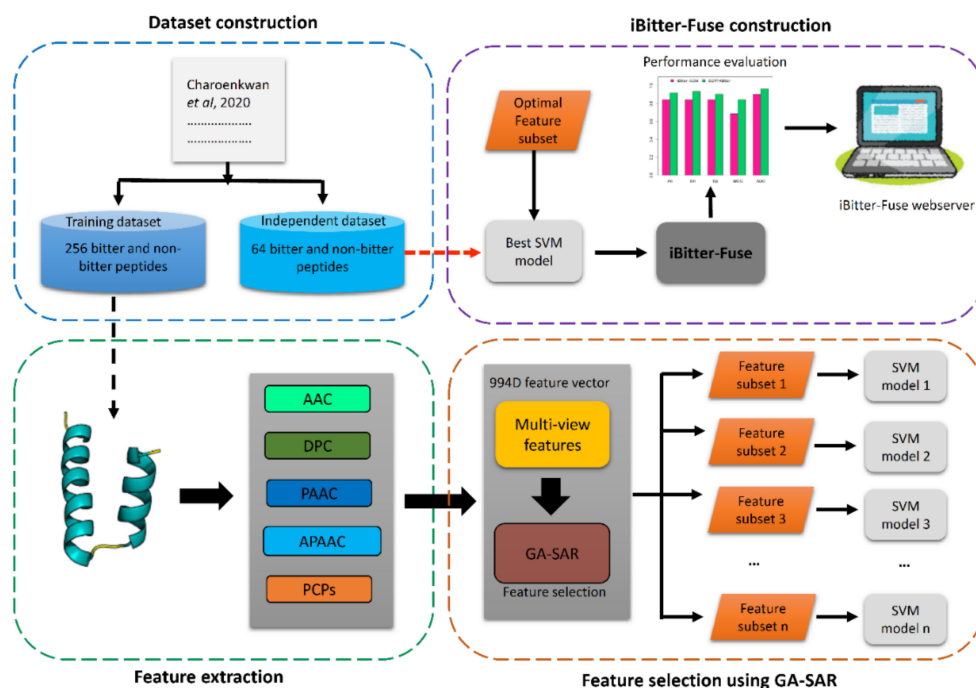 Dataset construction
Charoenkwan
et al, 2020
...................
...................
Training dataset
256 bitter and non-
bitter peptides
Independent dataset
64 bitter and non-bitter
peptides
iBitter-Fuse construction
Performance evaluation
Optimal
Feature
subset
Best SVM
model
iBitter-Fuse
iBitter-Fuse webserver
AAC
DPC
PAAC
APAAC
PCPs
Feature extraction
994D feature vector
Multi-view
features
GA-SAR
Feature selection
Feature
subset 1
SVM
model 1
Feature
subset 2
SVM
model 2
Feature
subset 3
SVM
model 3
...
...
Feature
subset n
SVM
model n
Feature selection using GA-SAR